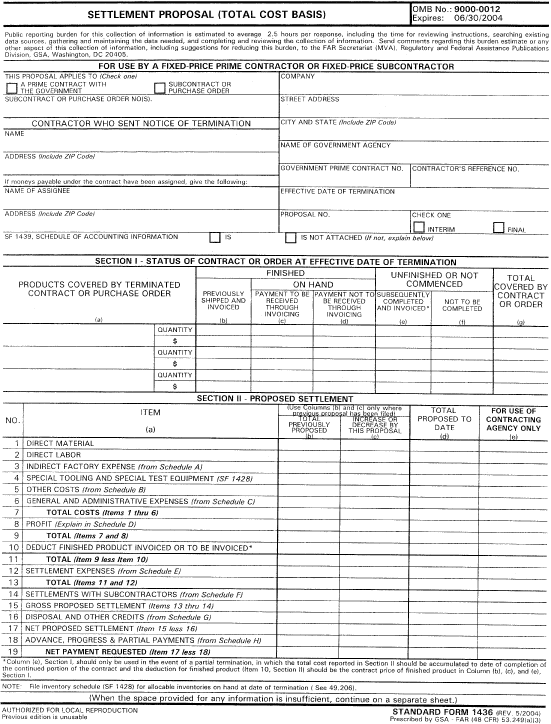 SETTLEMENT PROPOSAL (TOTAL COST BASIS)
OMB No.: 9000-0012
Expires: 06/30/2004
Public reporting burden for this collection of information is estimated to average 2.5 hours per response, including the time for reviewing instructions, searching existing
data sources, gathering and maintaining the data needed, and completing and reviewing the collection of information. Send comments regarding this burden estimate or any
other aspect of this collection of information, including suggestions for reducing this burden, to the FAR Secretariat (MVA), Regulatory and Federal Assistance Publications
Division, GSA, Washington, DC 20405.
FOR USE BY A FIXED-PRICE PRIME CONTRACTOR OR FIXED-PRICE SUBCONTRACTOR
THIS PROPOSAL APPLIES TO (Check one)
A PRIME CONTRACT WITH
THE GOVERNMENT
SUBCONTRACT OR
PURCHASE ORDER
SUBCONTRACT OR PURCHASE ORDER NO(S).
CONTRACTOR WHO SENT NOTICE OF TERMINATION
NAME
ADDRESS (Include ZIP Code)
If moneys payable under the contract have been assigned, give the following:
NAME OF ASSIGNEE
ADDRESS (Include ZIP Code)
COMPANY
STREET ADDRESS
CITY AND STATE (Include ZIP Code)
NAME OF GOVERNMENT AGENCY
GOVERNMENT PRIME CONTRACT NO.
CONTRACTOR'S REFERENCE NO.
EFFECTIVE DATE OF TERMINATION
PROPOSAL NO.
CHECK ONE
INTERIM
FINAL
SF 1439, SCHEDULE OF ACCOUNTING INFORMATION
IS
IS NOT ATTACHED (If not, explain below)
SECTION I - STATUS OF CONTRACT OR ORDER AT EFFECTIVE DATE OF TERMINATION
PRODUCTS COVERED BY TERMINATED
CONTRACT OR PURCHASE ORDER
(a)
FINISHED
PREVIOUSLY
SHIPPED AND
INVOICED
(b)
ON HAND
PAYMENT TO BE
RECEIVED
THROUGH
INVOICING
(c)
PAYMENT NOT TO
BE RECEIVED
THROUGH
INVOICING
(d)
UNFINISHED OR NOT
COMMENCED
SUBSEQUENTLY
COMPLETED
AND INVOICED*
(e)
NOT TO BE
COMPLETED
(f)
TOTAL
COVERED BY
CONTRACT
OR ORDER
(g)
QUANTITY
$
QUANTITY
$
QUANTITY
$
SECTION II - PROPOSED SETTLEMENT
NO.
ITEM
(a)
(Use Columns (b) and (c) only where
previous proposal has been filed)
TOTAL
PREVIOUSLY
PROPOSED
(b)
INCREASE OR
DECREASE BY
THIS PROPOSAL
(c)
TOTAL
PROPOSED TO
DATE
(d)
FOR USE OF
CONTRACTING
AGENCY ONLY
(e)
1 DIRECT MATERIAL
2 DIRECT LABOR
3 INDIRECT FACTORY EXPENSE (from Schedule A)
4 SPECIAL TOOLING AND SPECIAL TEST EQUIPMENT (SF 1428)
5 OTHER COSTS (from Schedule B)
6 GENERAL AND ADMINISTRATIVE EXPENSES (from Schedule C)
7 TOTAL COSTS (Items 1 thru 6)
8 PROFIT (Explain in Schedule D)
9 TOTAL (Items 7 and 8)
10 DEDUCT FINISHED PRODUCT INVOICED OR TO BE INVOICED*
11 TOTAL (Item 9 less Item 10)
12 SETTLEMENT EXPENSES (from Schedule E)
13 TOTAL (Items 11 and 12)
14 SETTLEMENTS WITH SUBCONTRACTORS (from Schedule F)
15 GROSS PROPOSED SETTLEMENT (Items 13 thru 14)
16 DISPOSAL AND OTHER CREDITS (from Schedule G)
17 NET PROPOSED SETTLEMENT (Item 15 less 16)
18 ADVANCE, PROGRESS & PARTIAL PAYMENTS (from Schedule H)
19 NET PAYMENT REQUESTED (Item 17 less 18)
*Column (e), Section I, should only be used in the event of a partial termination, in which the total cost reported in Section II should be accumulated to date of completion of
the continued portion of the contract and the deduction for finished product (Item 10, Section II) should be the contract price of finished product in Column (b), (c), and (e),
Section I.
NOTE: File inventory schedule (SF 1428) for allocable inventories on hand at date of termination ( See 49.206).
(When the space provided for any information is insufficient, continue on a separate sheet.)
AUTHORIZED FOR LOCAL REPRODUCTION
Previous edition is unusable
STANDARD FORM 1436 (REV. 5/2004)
Prescribed by GSA - FAR (48 CFR) 53.249(a)(3)